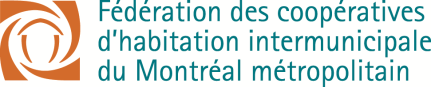 Fédération des coopératives
d'habitation intermunicipale
du Montréal métropolitain